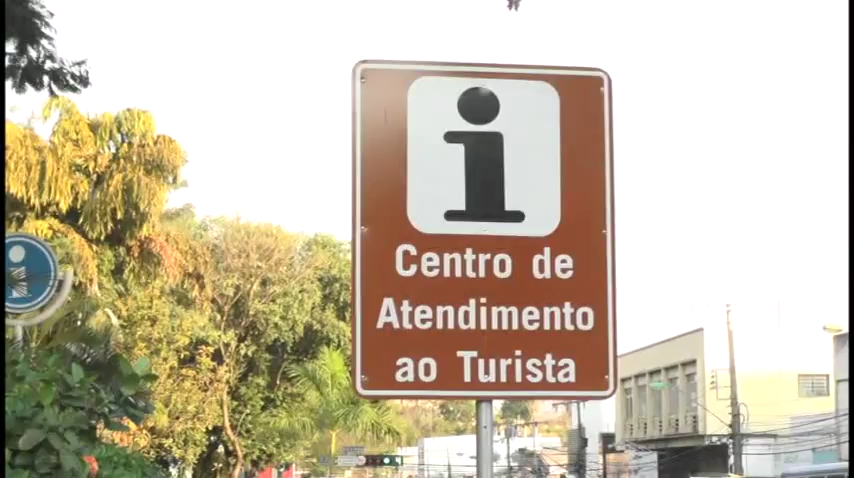 i
Centro de
Atendimento
ao Turista
i